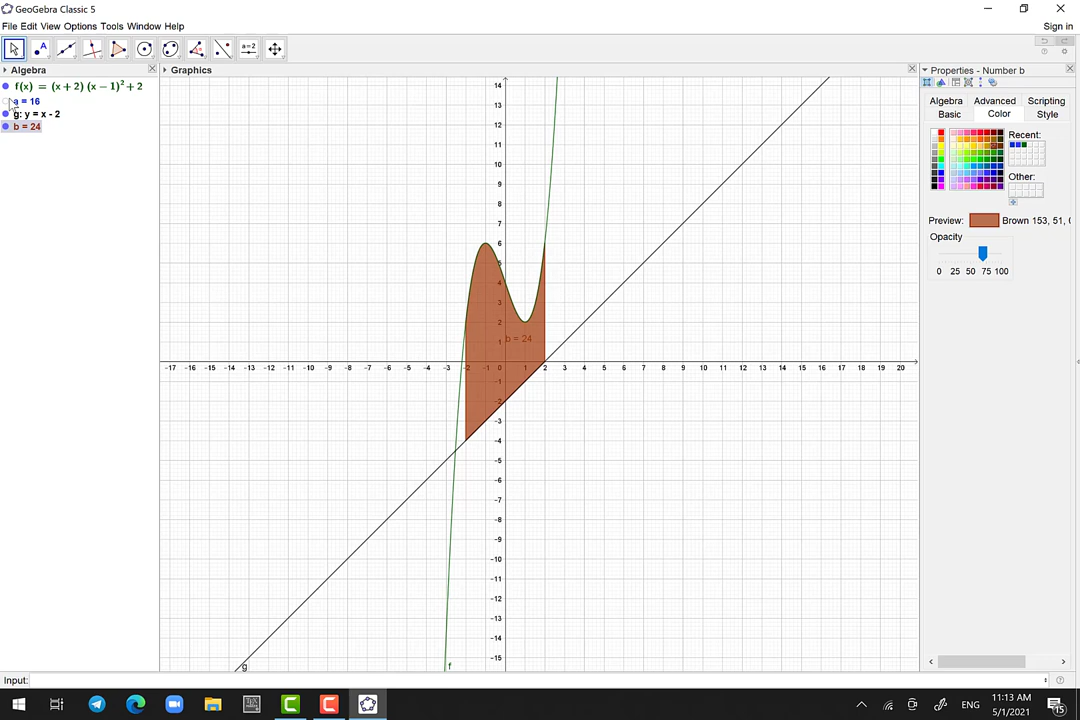 GeoGebra Classic 5
File Edit View Options Tools Window Help
Sign in
a=2
Algebra
Graphics
Properties - Number b
f(x) = (x+2) (x−1)² + 2
a = 16
g: y = x - 2
b = 24
Algebra Advanced Scripting
Basic Color Style
Recent:
Other:
Preview: Brown 153, 51,
Opacity
0 25 50 75 100
14
13
12
11
10
9
8
7
6
5
4
3
2
1
b = 24
-17 -16 -15 -14 -13 -12 -11 -10 -9 -8 -7 -6 -5 -4 -3 -2 -1 0 1 2 3 4 5 6 7 8 9 10 11 12 13 14 15 16 17 18 19 20
-1
-2
-3
-4
-5
-6
-7
-8
-9
-10
-11
-12
-13
-14
-15
g
f
Input:
ENG
11:13 AM
5/1/2021
15